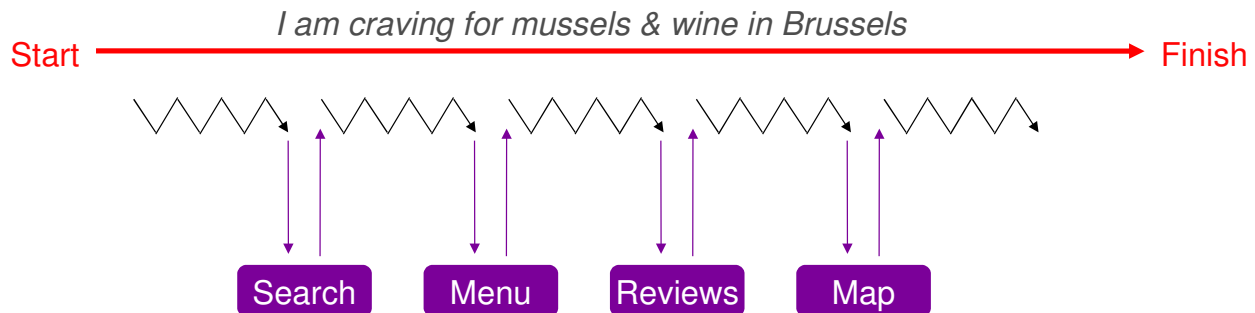 I am craving for mussels & wine in Brussels
Start
Finish
Search
Menu
Reviews
Map